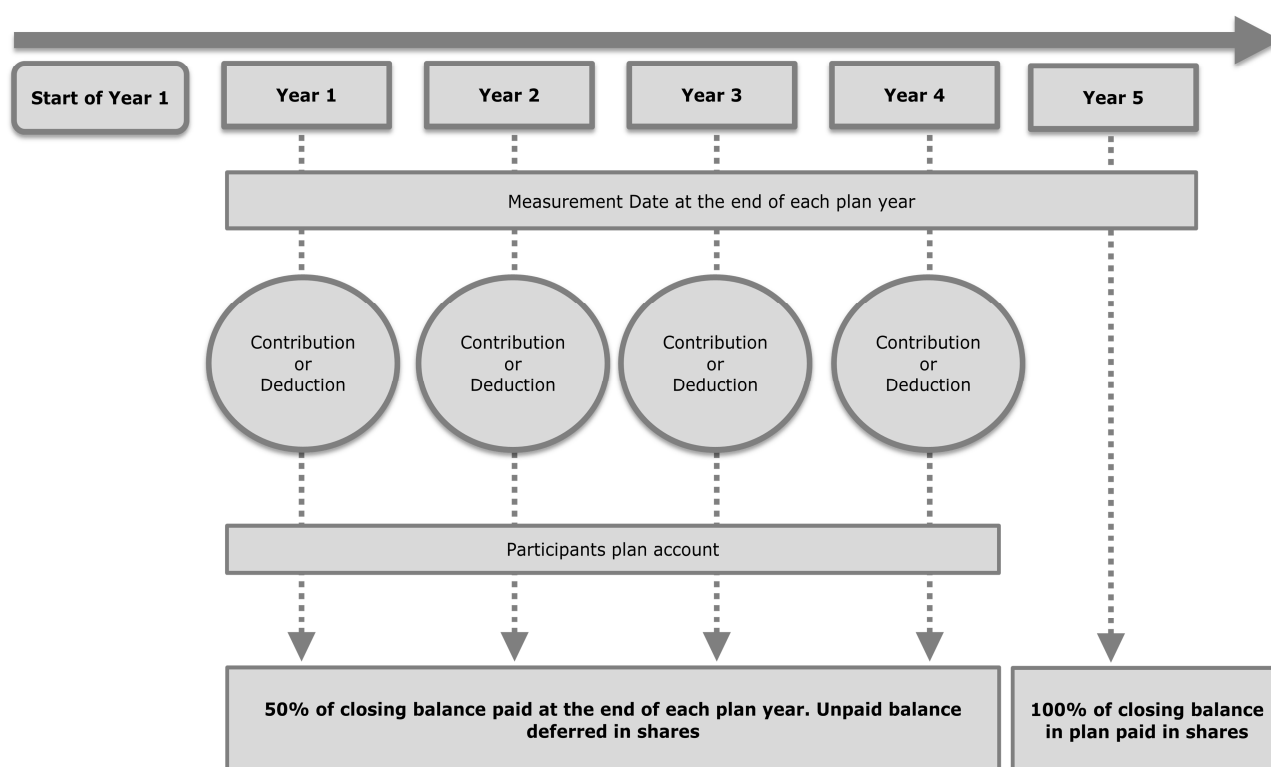 Start of Year 1
Year 1
Year 2
Year 3
Year 4
Year 5
Measurement Date at the end of each plan year
Contribution
or
Deduction
Contribution
or
Deduction
Contribution
or
Deduction
Contribution
or
Deduction
Participants plan account
50% of closing balance paid at the end of each plan year. Unpaid balance
deferred in shares
100% of closing balance
in plan paid in shares